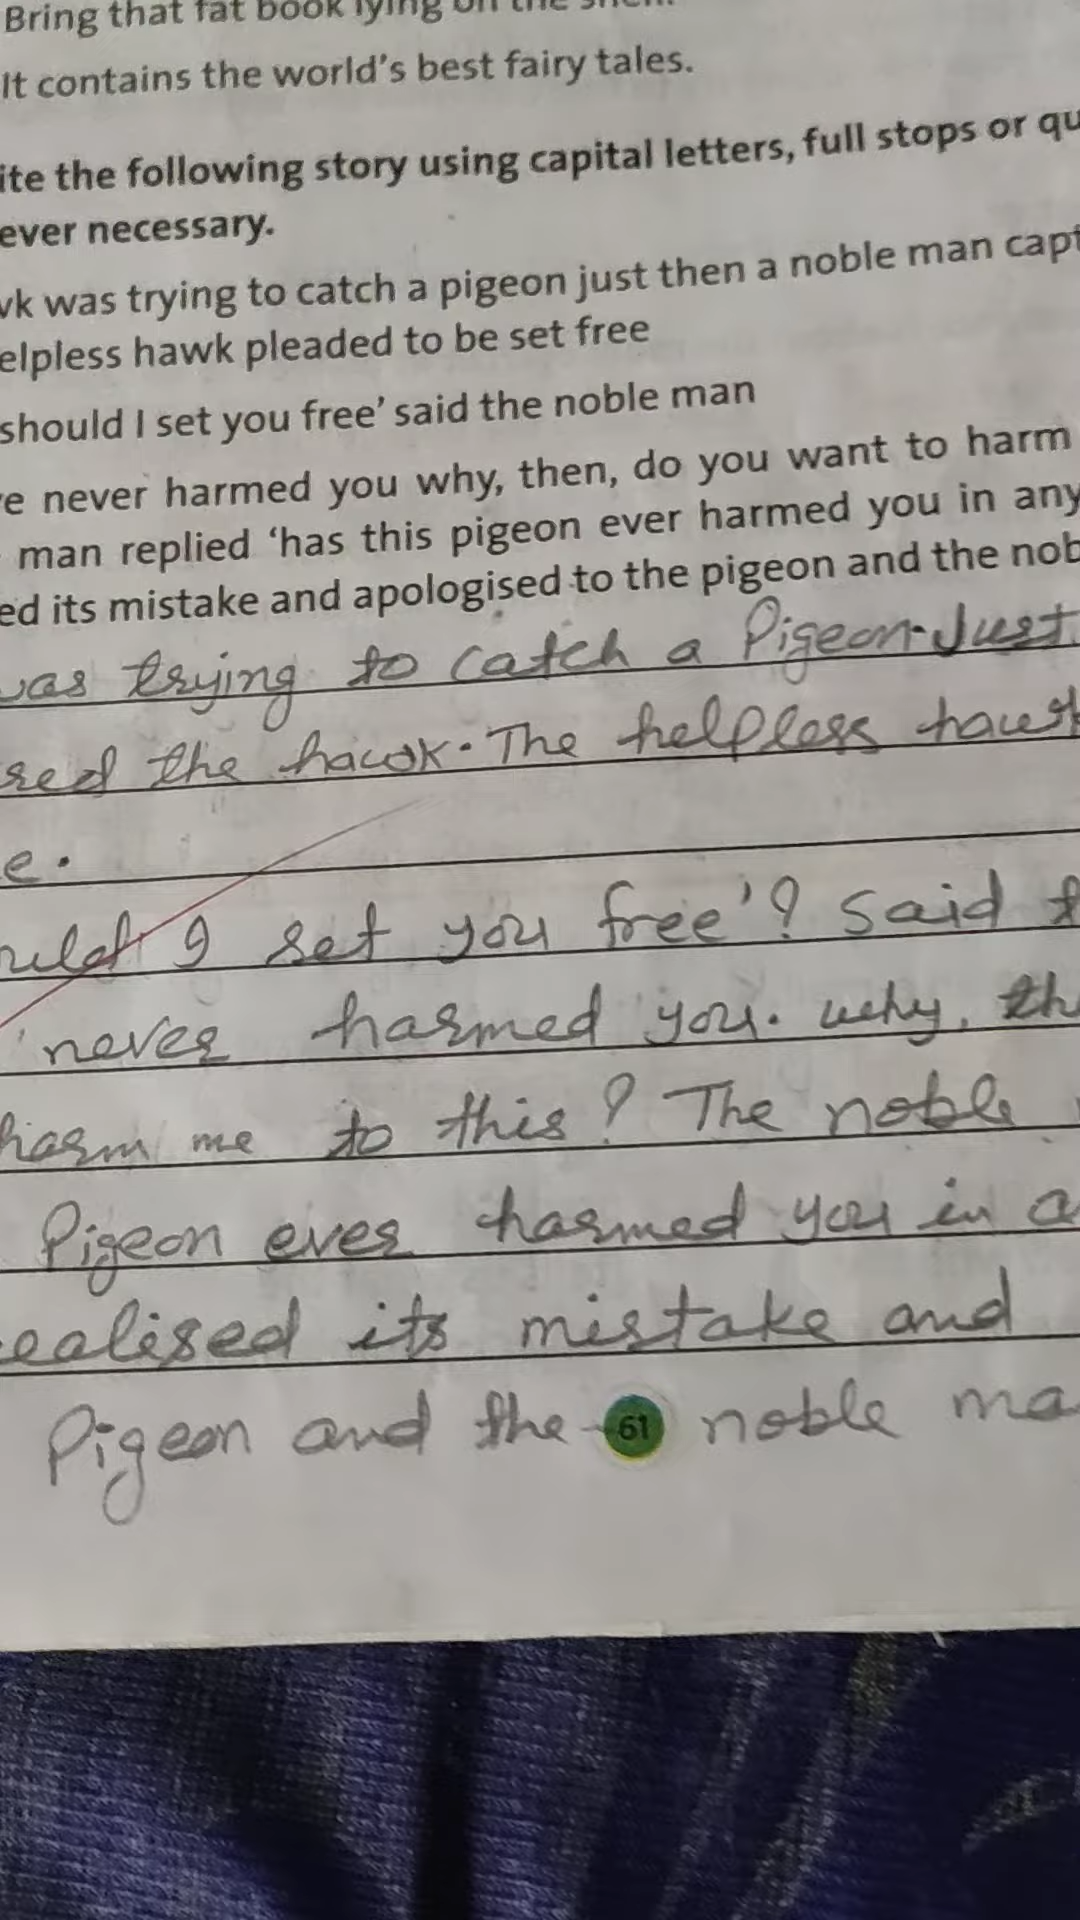 Bring that fat book lying on the shelf.
It contains the world's best fairy tales.
ite the following story using capital letters, full stops or qu
ever necessary.
wk was trying to catch a pigeon just then a noble man capt
elpless hawk pleaded to be set free
should I set you free' said the noble man
e never harmed you why, then, do you want to harm
man replied 'has this pigeon ever harmed you in any
ed its mistake and apologised to the pigeon and the nob
was trying to catch a Pigeon. Just
red the hawk. The helpless hawk
e.
uld I set you free'? Said t
'never harmed you. why, th
harm me to this? The noble
Pigeon ever harmed you in a
ealised its mistake and
Pigeon and the noble ma
61